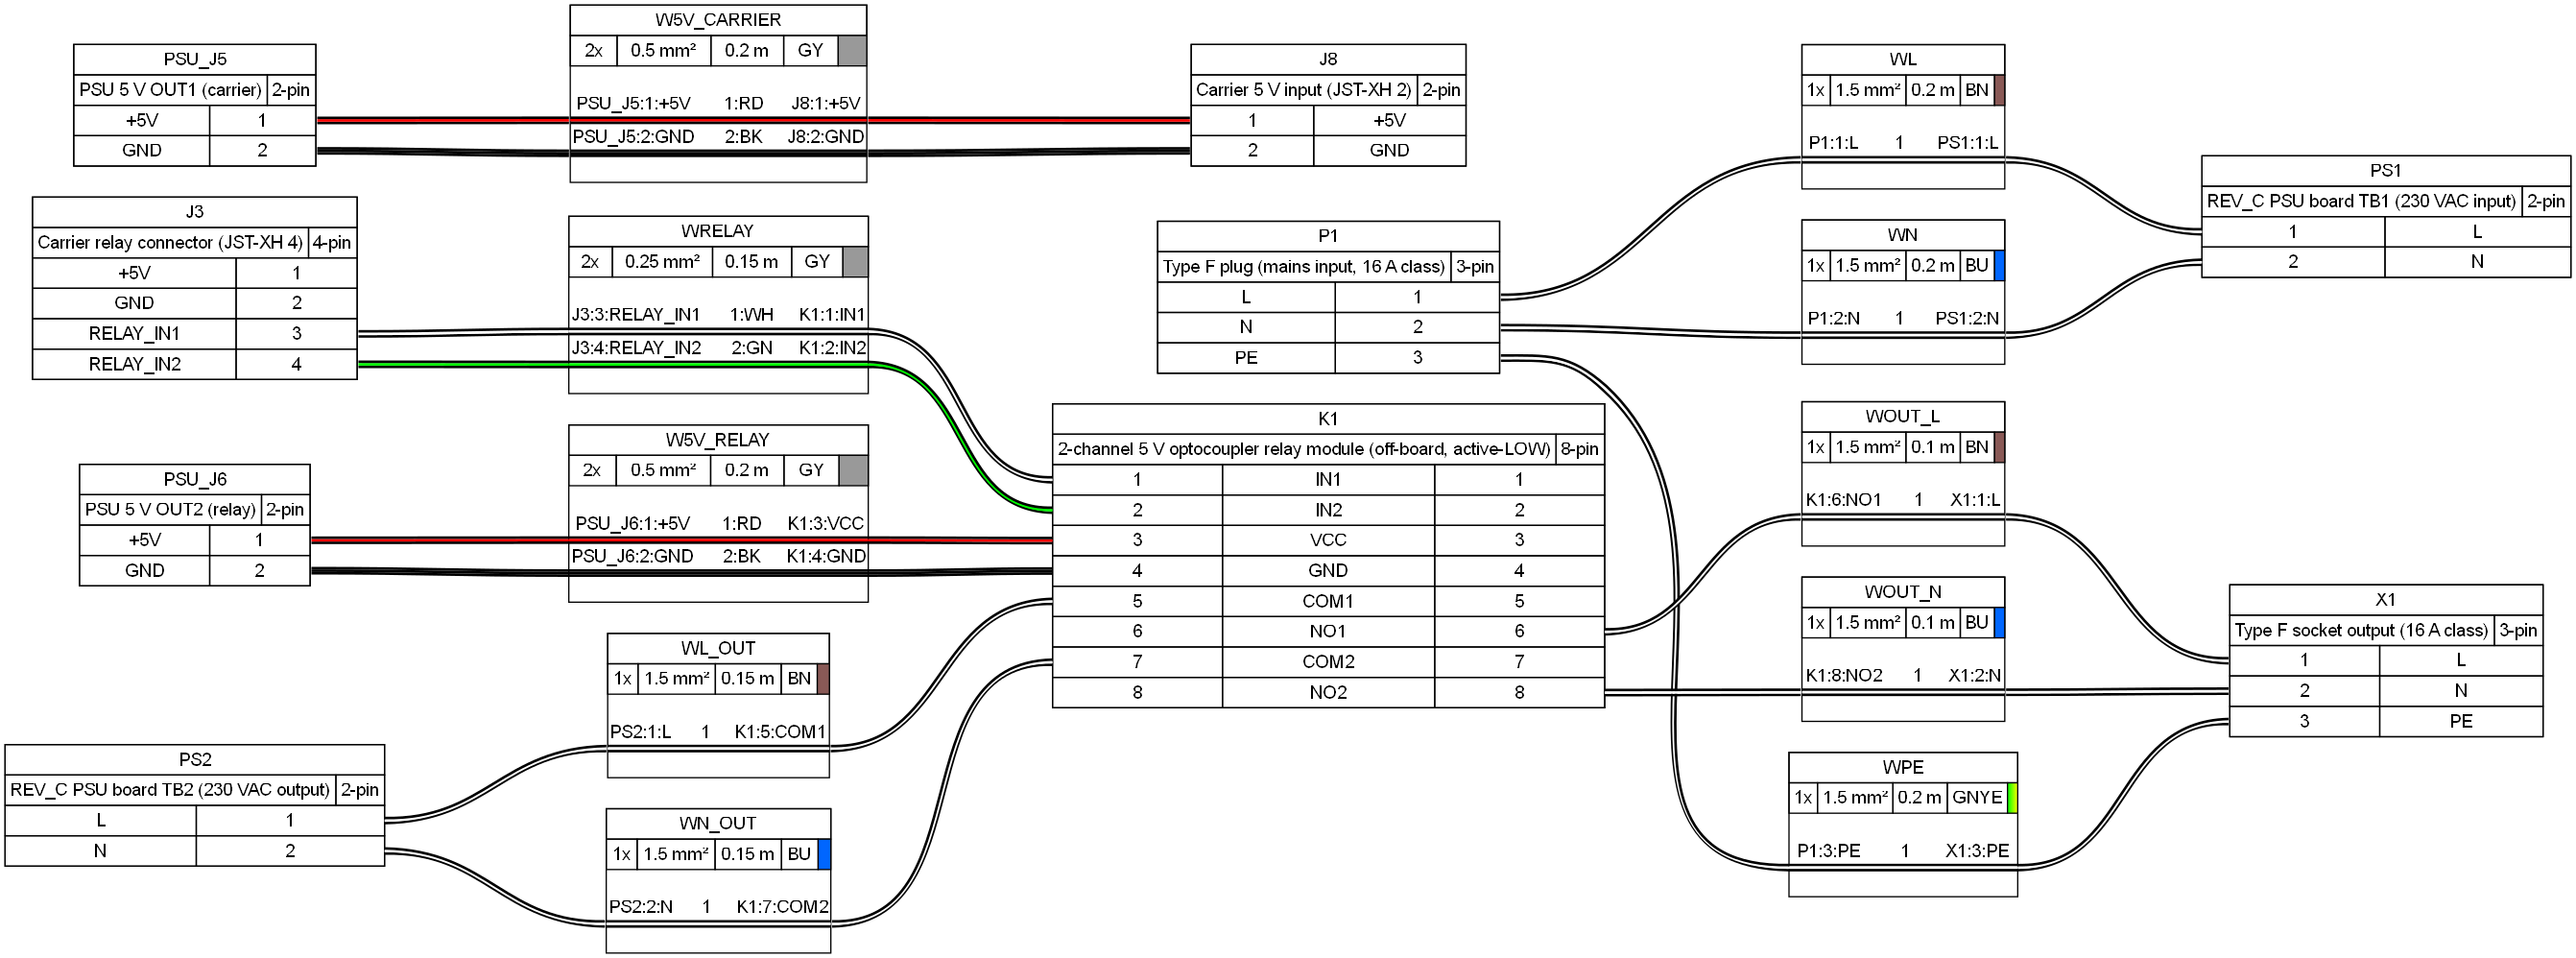 PSU_J5
PSU 5 V OUT1 (carrier) 2-pin
+5V 1
GND 2
W5V_CARRIER
2x 0.5 mm² 0.2 m GY
PSU_J5:1:+5V 1:RD J8:1:+5V
PSU_J5:2:GND 2:BK J8:2:GND
J8
Carrier 5 V input (JST-XH 2) 2-pin
1 +5V
2 GND
J3
Carrier relay connector (JST-XH 4) 4-pin
+5V 1
GND 2
RELAY_IN1 3
RELAY_IN2 4
WRELAY
2x 0.25 mm² 0.15 m GY
J3:3:RELAY_IN1 1:WH K1:1:IN1
J3:4:RELAY_IN2 2:GN K1:2:IN2
PSU_J6
PSU 5 V OUT2 (relay) 2-pin
+5V 1
GND 2
W5V_RELAY
2x 0.5 mm² 0.2 m GY
PSU_J6:1:+5V 1:RD K1:3:VCC
PSU_J6:2:GND 2:BK K1:4:GND
PS2
REV_C PSU board TB2 (230 VAC output) 2-pin
L 1
N 2
WL_OUT
1x 1.5 mm² 0.15 m BN
PS2:1:L 1 K1:5:COM1
WN_OUT
1x 1.5 mm² 0.15 m BU
PS2:2:N 1 K1:7:COM2
P1
Type F plug (mains input, 16 A class) 3-pin
L 1
N 2
PE 3
K1
2-channel 5 V optocoupler relay module (off-board, active-LOW) 8-pin
1 IN1 1
2 IN2 2
3 VCC 3
4 GND 4
5 COM1 5
6 NO1 6
7 COM2 7
8 NO2 8
WL
1x 1.5 mm² 0.2 m BN
P1:1:L 1 PS1:1:L
WN
1x 1.5 mm² 0.2 m BU
P1:2:N 1 PS1:2:N
PS1
REV_C PSU board TB1 (230 VAC input) 2-pin
1 L
2 N
WOUT_L
1x 1.5 mm² 0.1 m BN
K1:6:NO1 1 X1:1:L
WOUT_N
1x 1.5 mm² 0.1 m BU
K1:8:NO2 1 X1:2:N
WPE
1x 1.5 mm² 0.2 m GNYE
P1:3:PE 1 X1:3:PE
X1
Type F socket output (16 A class) 3-pin
1 L
2 N
3 PE